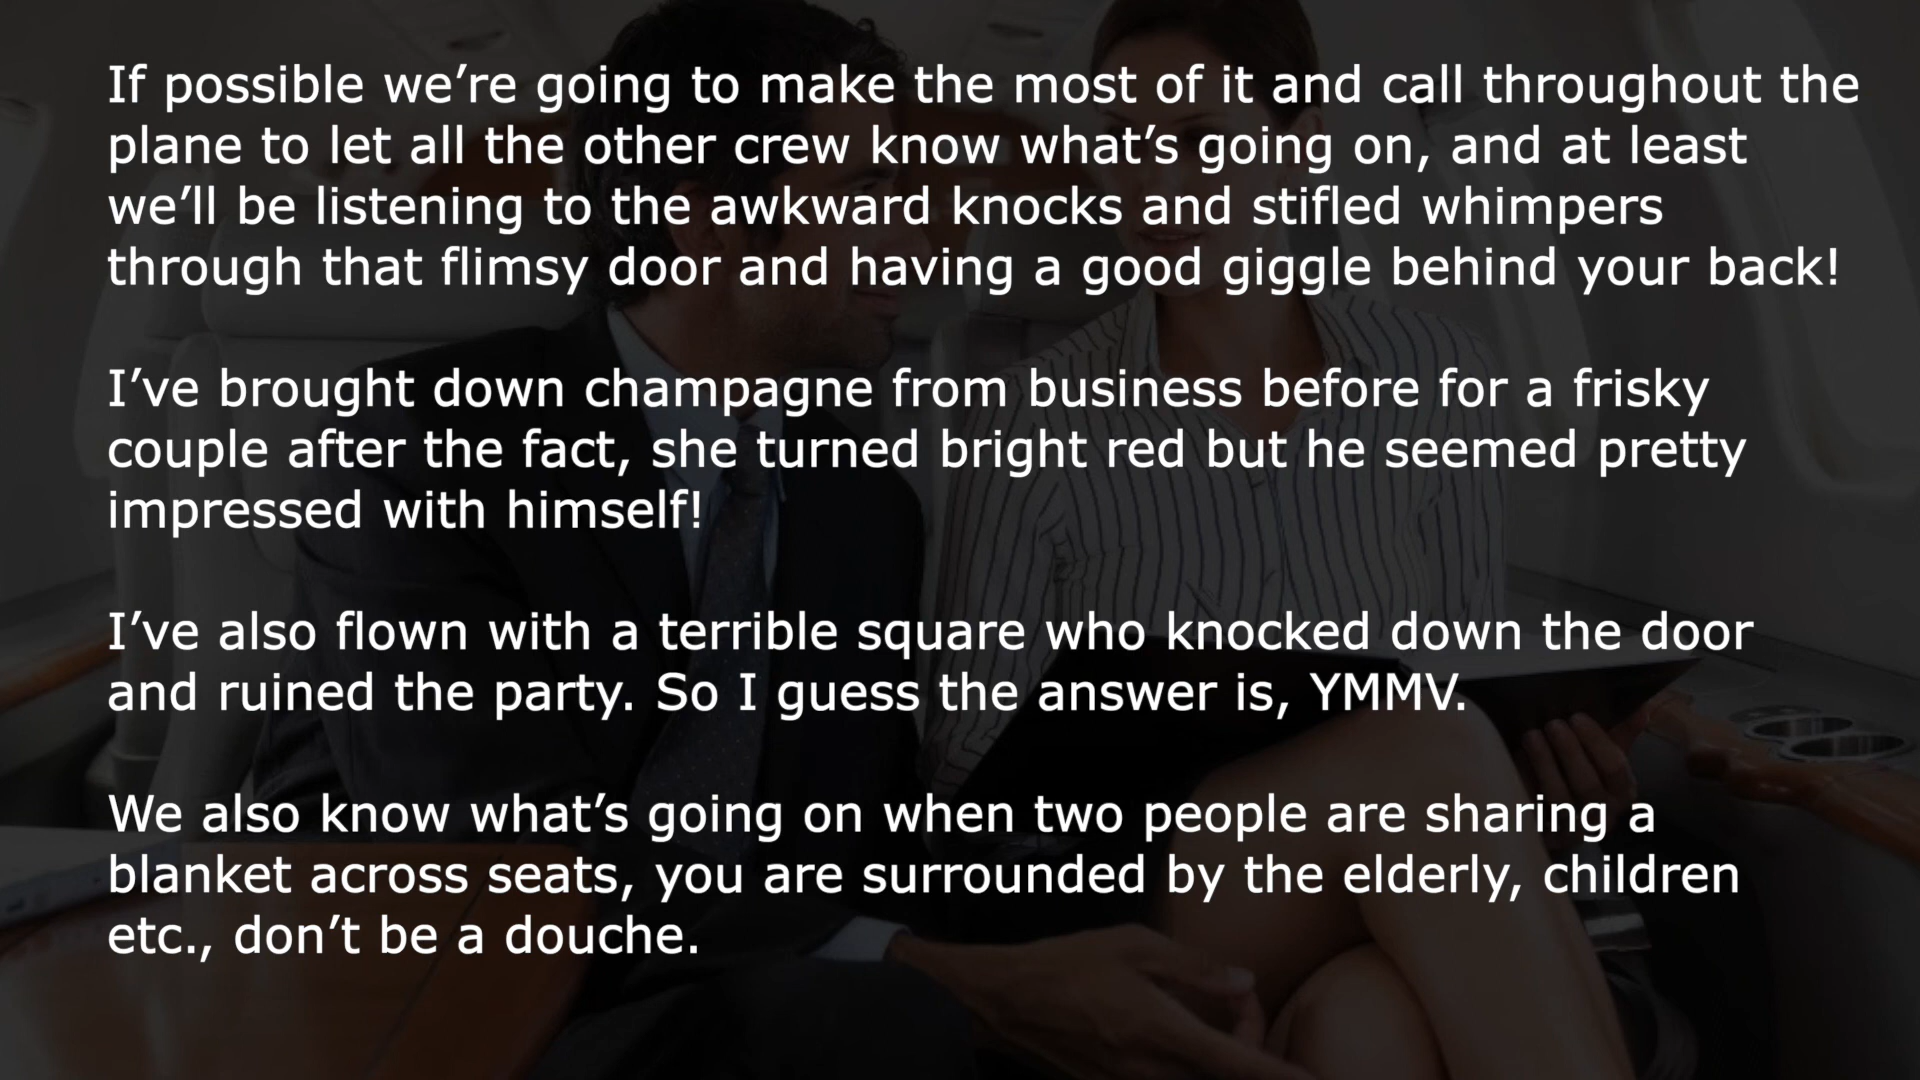 If possible we’re going to make the most of it and call throughout the
plane to let all the other crew know what’s going on, and at least
we’ll be listening to the awkward knocks and stifled whimpers
through that flimsy door and having a good giggle behind your back!
I’ve brought down champagne from business before for a frisky
couple after the fact, she turned bright red but he seemed pretty
impressed with himself!
I’ve also flown with a terrible square who knocked down the door
and ruined the party. So I guess the answer is, YMMV.
We also know what’s going on when two people are sharing a
blanket across seats, you are surrounded by the elderly, children
etc., don’t be a douche.